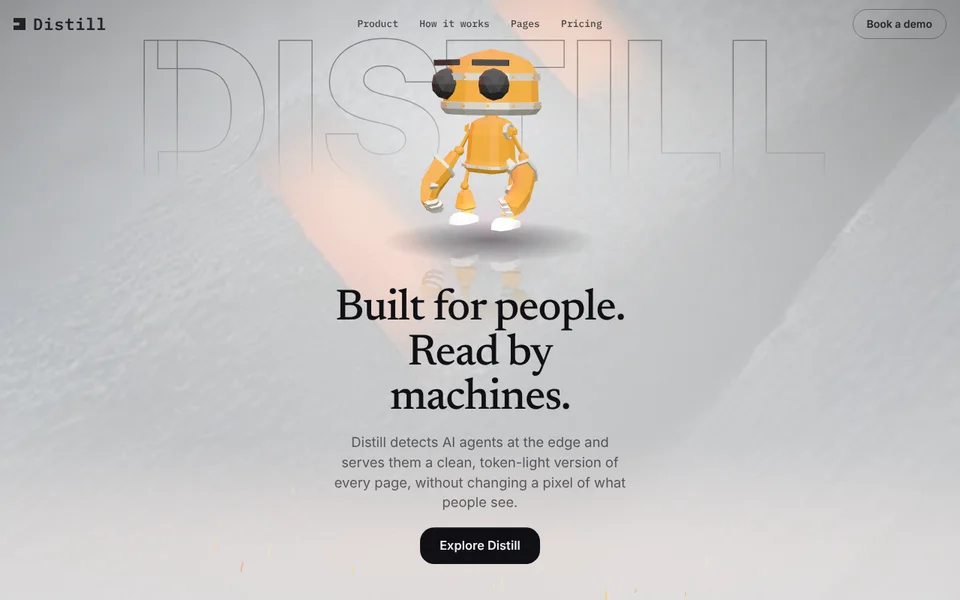 Distill
Product
How it works
Pages
Pricing
Book a demo
DISTILL
Built for people.
Read by
machines.
Distill detects AI agents at the edge and
serves them a clean, token-light version of
every page, without changing a pixel of what
people see.
Explore Distill